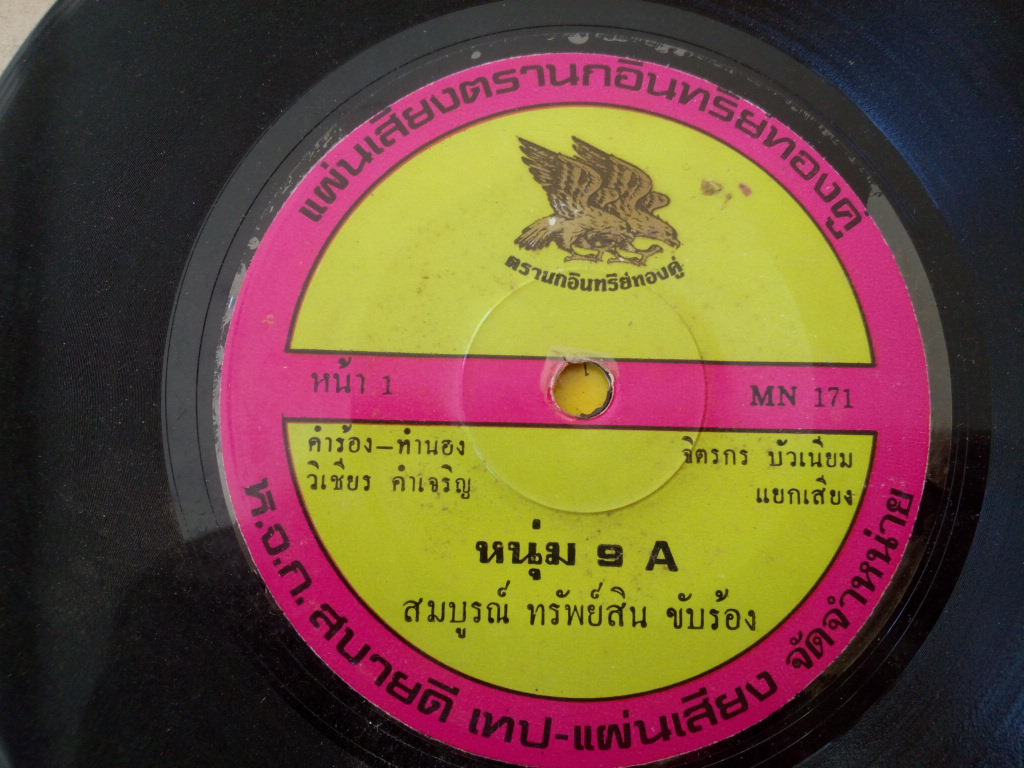 แผ่นเสียงตรานกอินทรีย์ทองคู่
ตรานกอินทรีย์ทองคู่
หน้า 1
MN 171
คำร้อง-ทำนอง
วิเชียร คำเจริญ
จิตรกร บัวเนียม
แยกเสียง
หนุ่ม 9 A
สมบูรณ์ ทรัพย์สิน ขับร้อง
ห.จ.ก. สบายดี เทป-แผ่นเสียง จัดจำหน่าย